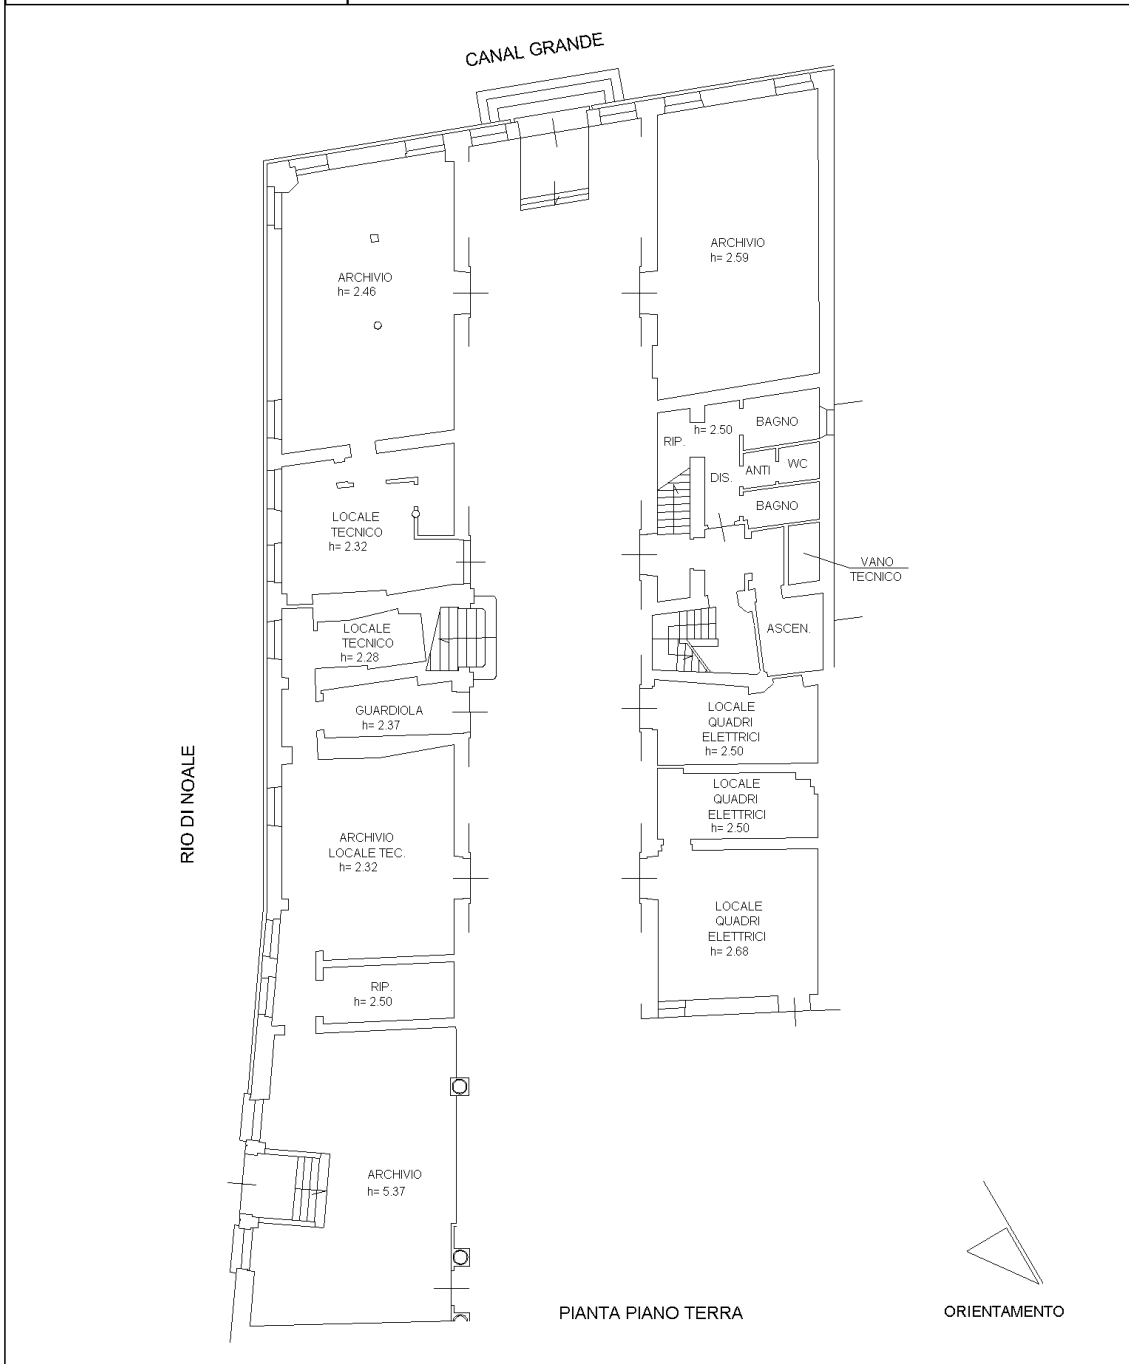 CANAL GRANDE
ARCHIVIO
h= 2.59
ARCHIVIO
h= 2.46
BAGNO
h= 2.50
RIP.
ANTI
WC
DIS.
BAGNO
LOCALE
TECNICO
h= 2.32
VANO
TECNICO
LOCALE
TECNICO
h= 2.28
ASCEN.
GUARDIOLA
h= 2.37
LOCALE
QUADRI
ELETTRICI
h= 2.50
RIO DI NOALE
LOCALE
QUADRI
ELETTRICI
h= 2.50
ARCHIVIO
LOCALE TEC.
h= 2.32
LOCALE
QUADRI
ELETTRICI
h= 2.68
RIP.
h= 2.50
ARCHIVIO
h= 5.37
PIANTA PIANO TERRA
ORIENTAMENTO